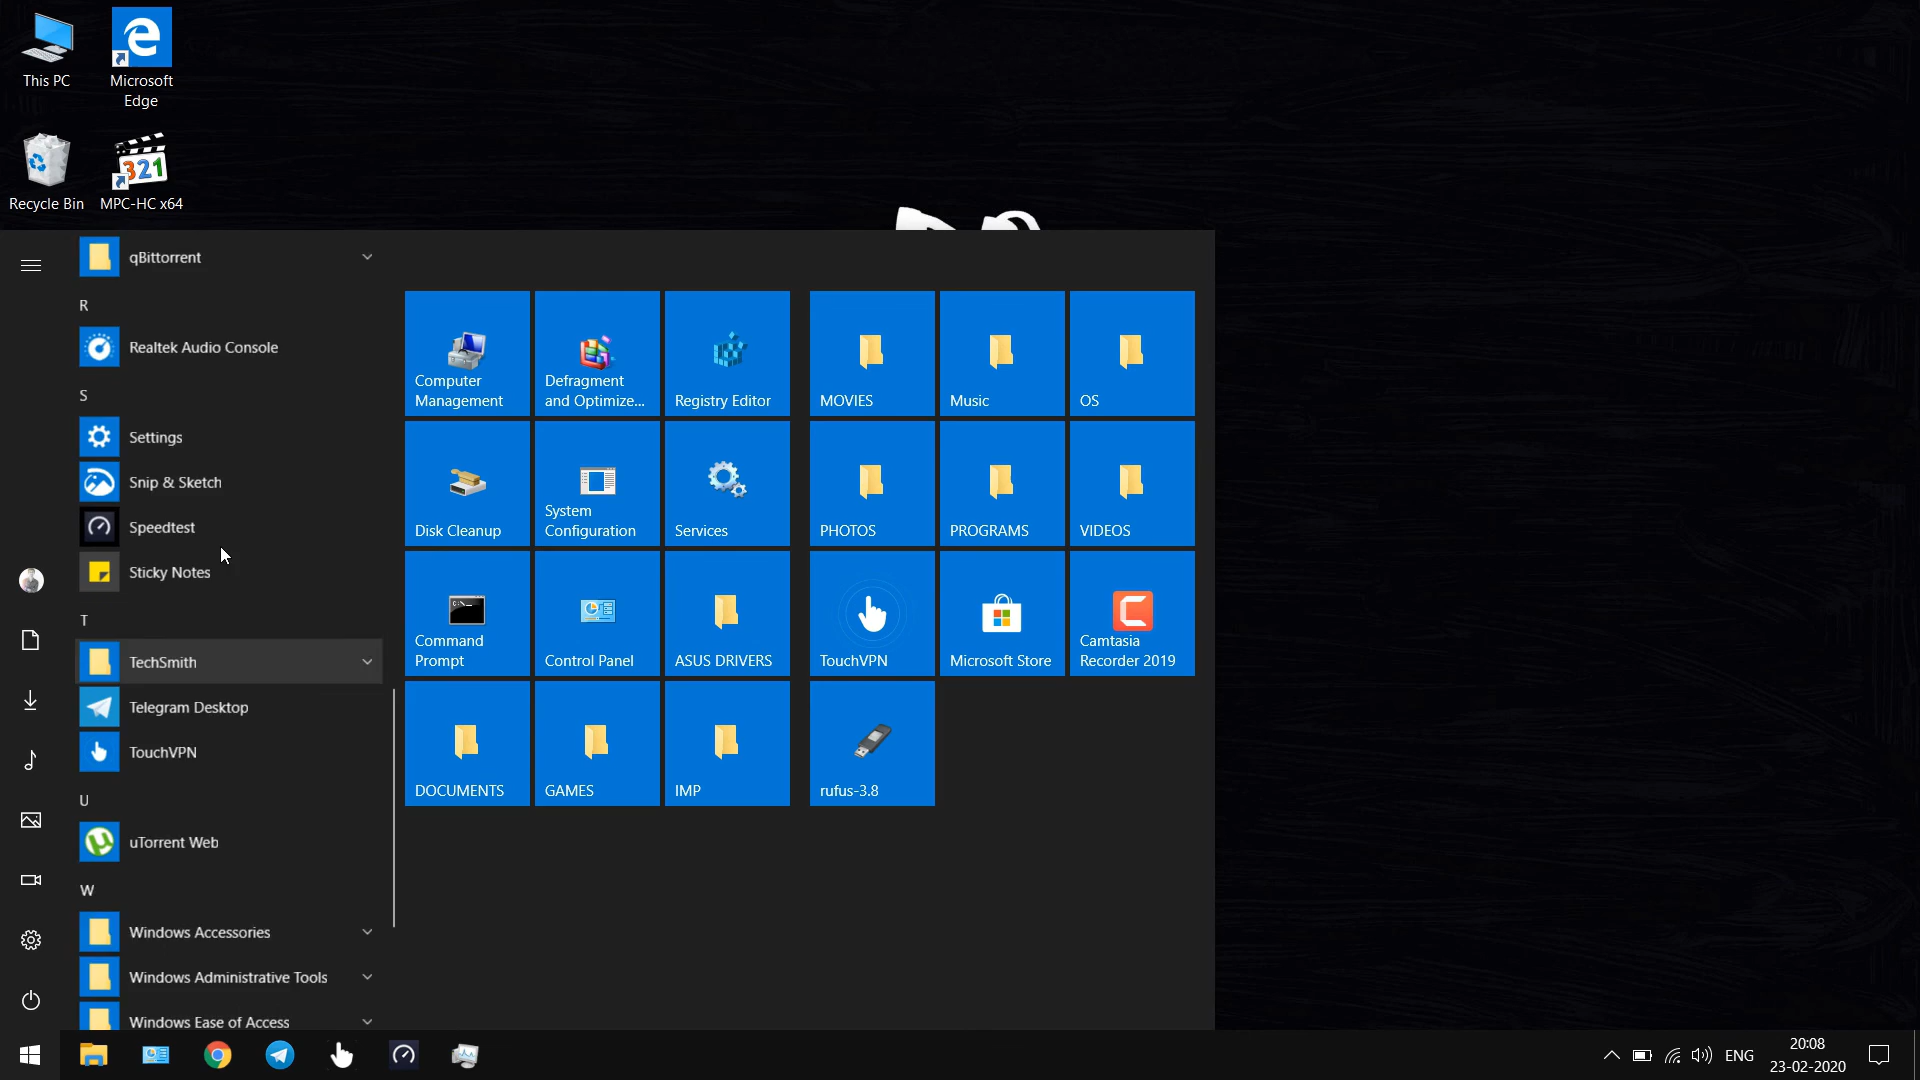 This PC
Microsoft
Edge
Recycle Bin
321
MPC-HC x64
qBittorrent
R
Realtek Audio Console
S
Settings
Snip & Sketch
Speedtest
Sticky Notes
T
TechSmith
Telegram Desktop
TouchVPN
U
uTorrent Web
W
Windows Accessories
Windows Administrative Tools
Windows Ease of Access
Computer
Management
Defragment
and Optimize...
Registry Editor
MOVIES
Music
OS
Disk Cleanup
System
Configuration
Services
PHOTOS
PROGRAMS
VIDEOS
C:\_
Command
Prompt
Control Panel
ASUS DRIVERS
TouchVPN
Microsoft Store
Camtasia
Recorder 2019
DOCUMENTS
GAMES
IMP
rufus-3.8
ENG
20:08
23-02-2020